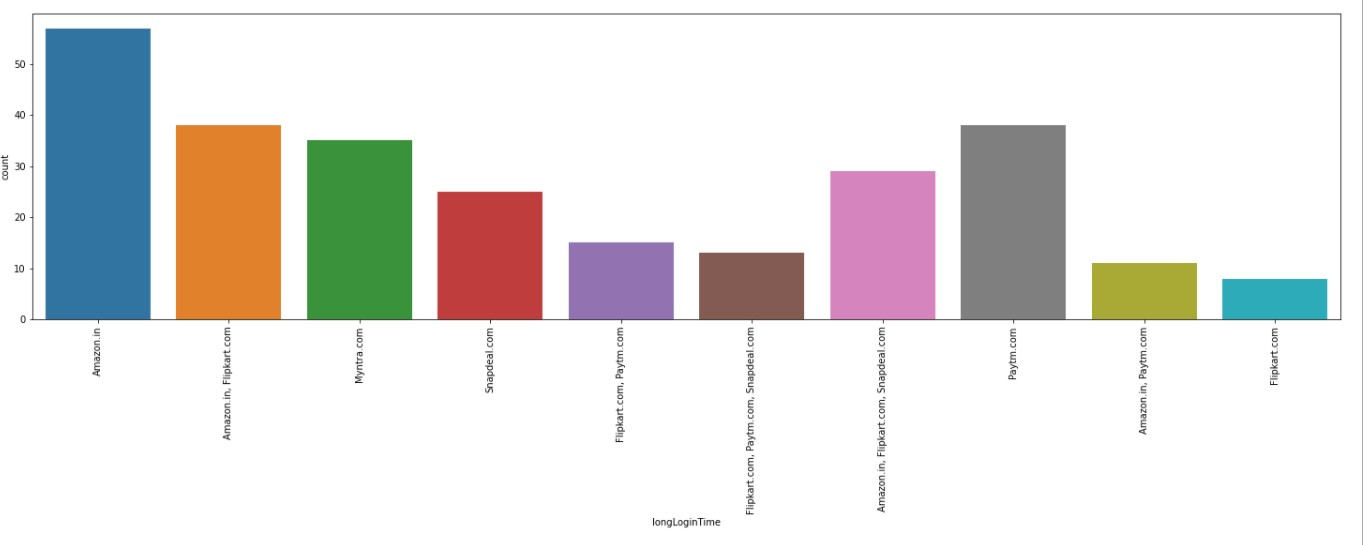 50
40
30
20
10
0
count
Amazon.in
Amazon.in, Flipkart.com
Myntra.com
Snapdeal.com
Flipkart.com, Paytm.com
Flipkart.com, Paytm.com, Snapdeal.com
Amazon.in, Flipkart.com, Snapdeal.com
Paytm.com
Amazon.in, Paytm.com
Flipkart.com
longLoginTime